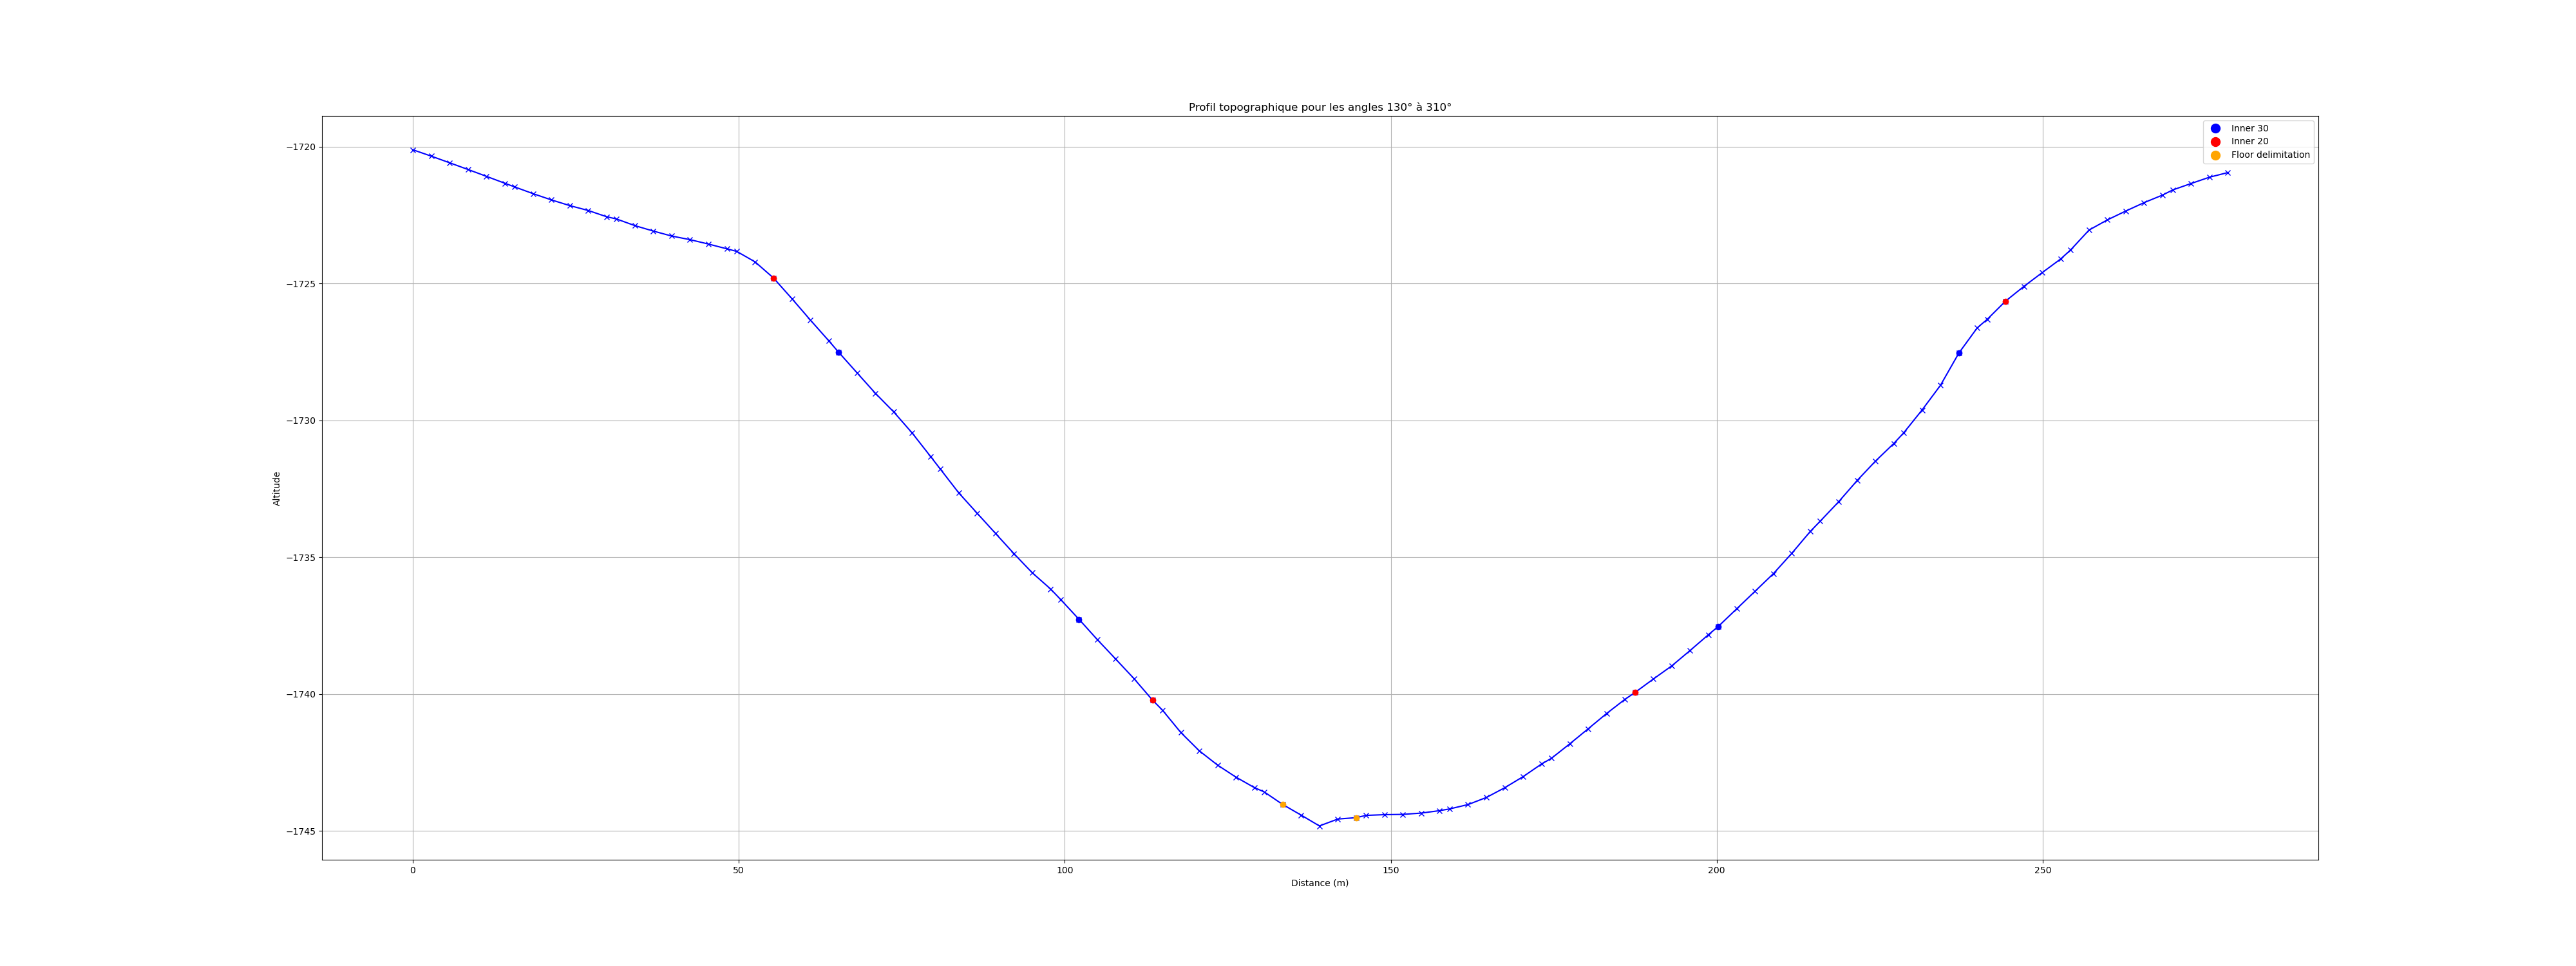 Profil topographique pour les angles 130° à 310°
Inner 30
Inner 20
Floor delimitation
−1720
−1725
−1730
−1735
−1740
−1745
Altitude
0
50
100
150
200
250
Distance (m)